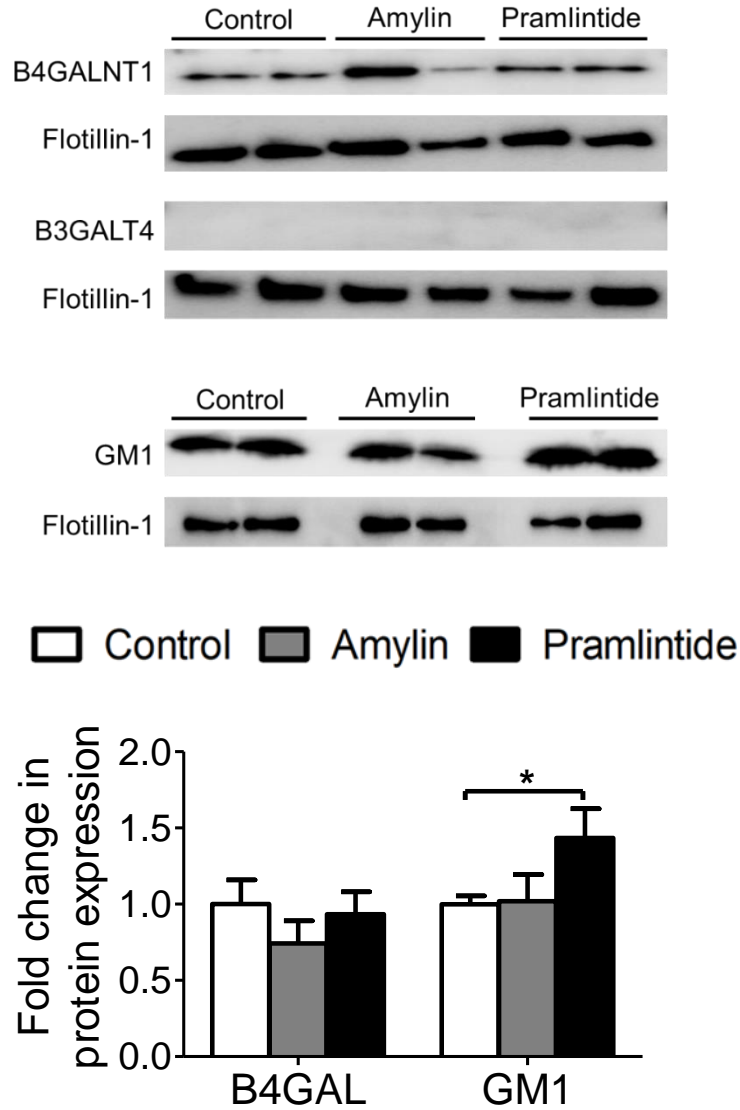 Control Amylin Pramlintide
B4GALNT1
Flotillin-1
B3GALT4
Flotillin-1
Control Amylin Pramlintide
GM1
Flotillin-1
Control Amylin Pramlintide
Fold change in
protein expression
2.0
1.5
1.0
0.5
0.0
*
B4GAL GM1